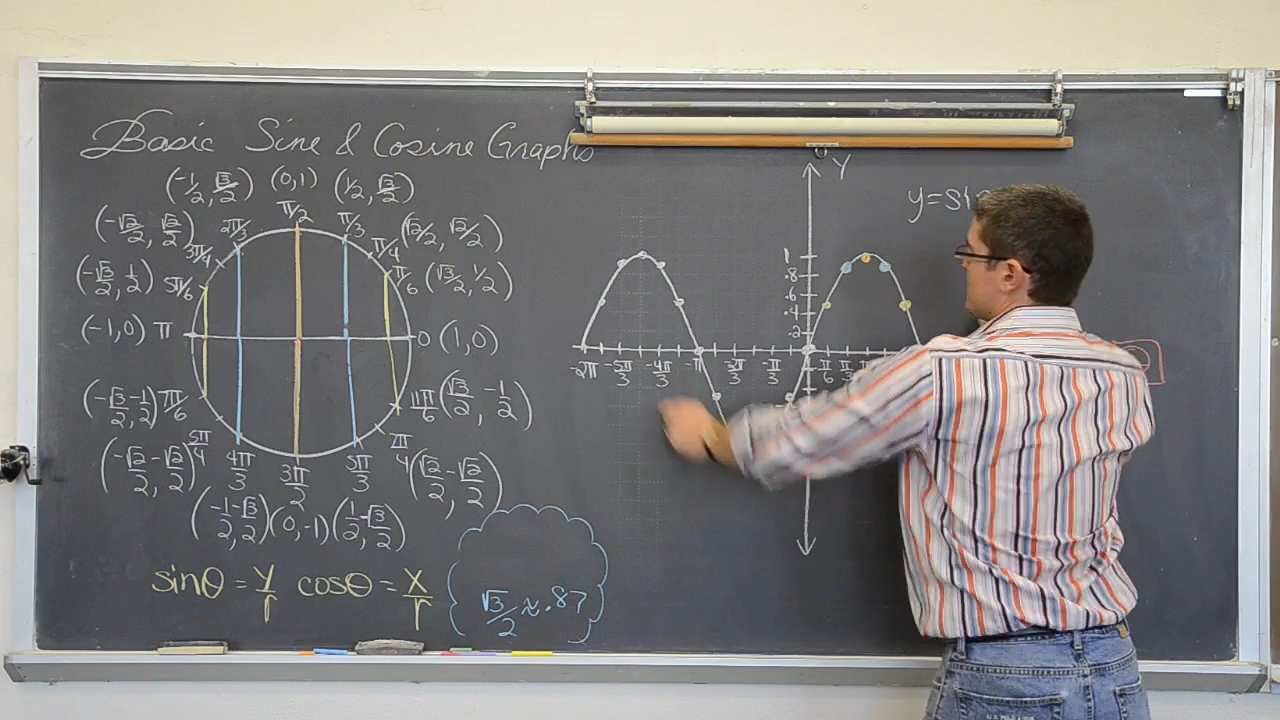 Basic Sine & Cosine Graphs
(-1/2, √3/2) (0,1) (1/2, √3/2)
π/2
(-√2/2, √2/2) 2π/3 π/3 (√2/2, √2/2)
3π/4 π/4
(-√3/2, 1/2) 5π/6 π/6 (√3/2, 1/2)
(-1,0) π 0 (1,0)
(-√3/2, -1/2) 7π/6 11π/6 (√3/2, -1/2)
(-√2/2, -√2/2) 5π/4 4π/3 3π/2 5π/3 7π/4 (√2/2, -√2/2)
(-1/2, -√3/2) (0,-1) (1/2, -√3/2)
sinθ = y/r cosθ = x/r
√3/2 ≈ .87
Y
y=sin
1
.8
.6
.4
.2
-2π -5π/3 -4π/3 -π -2π/3 -π/3 π/6 π/3